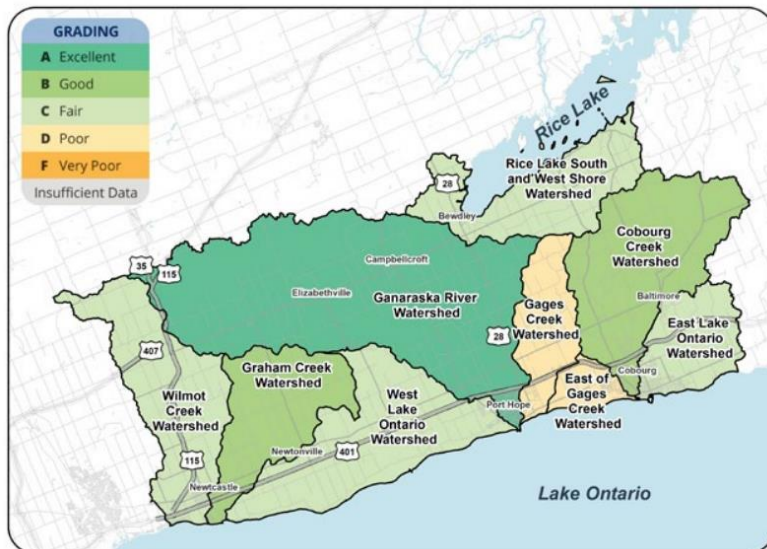 GRADING
A Excellent
B Good
C Fair
D Poor
F Very Poor
Insufficient Data
Rice Lake
Rice Lake South
and West Shore
Watershed
28
Bewdley
Cobourg
Creek
Watershed
35
115
Campbellcroft
Elizabethville
Ganaraska River
Watershed
Gages
Creek
Watershed
28
Baltimore
East Lake
Ontario
Watershed
407
Graham Creek
Watershed
Wilmot
Creek
Watershed
West
Lake
Ontario
Watershed
Port Hope
East of
Gages
Creek
Watershed
Cobourg
Newtonville
401
115
Newcastle
Lake Ontario